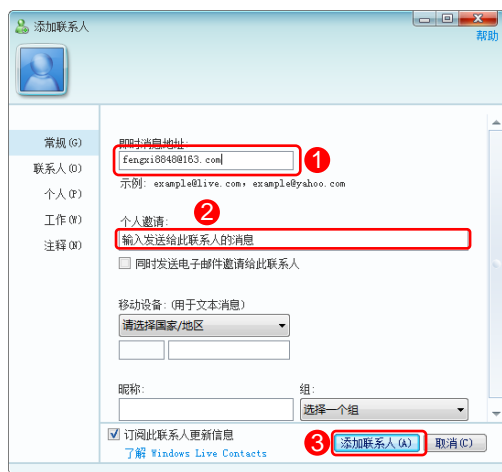 添加联系人
帮助
常规(G)
联系人(O)
个人(P)
工作(W)
注释(N)
即时消息地址:
fengxi8848@163.com
1
示例: example@live.com, example@yahoo.com
2
个人邀请:
输入发送给此联系人的消息
同时发送电子邮件邀请给此联系人
移动设备: (用于文本消息)
请选择国家/地区
昵称:
组:
选择一个组
订阅此联系人更新信息
了解 Windows Live Contacts
3
添加联系人(A)
取消(C)